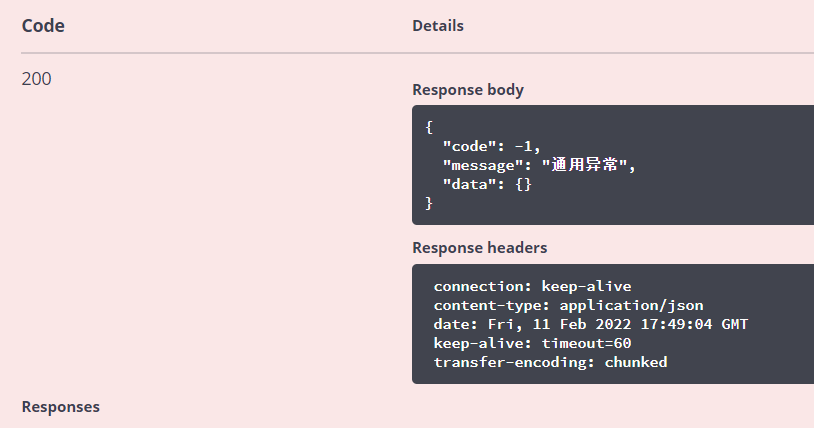 Code
Details
200
Response body
{
"code": -1,
"message": "通用异常",
"data": {}
}
Response headers
connection: keep-alive
content-type: application/json
date: Fri, 11 Feb 2022 17:49:04 GMT
keep-alive: timeout=60
transfer-encoding: chunked
Responses